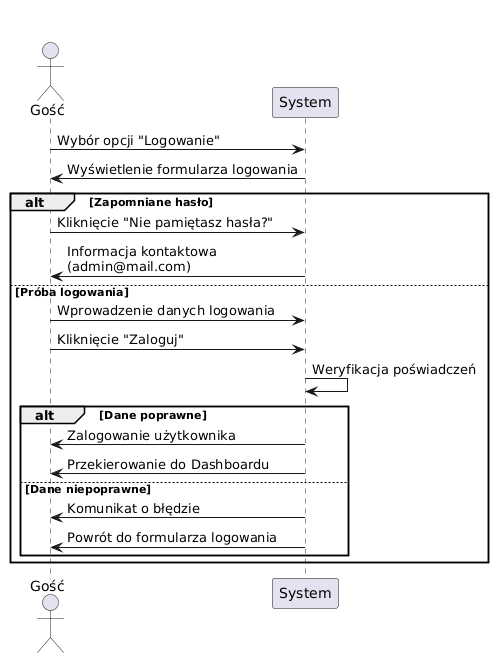 Gość
System
Wybór opcji "Logowanie"
Wyświetlenie formularza logowania
alt [Zapomniane hasło]
Kliknięcie "Nie pamiętasz hasła?"
Informacja kontaktowa
(admin@mail.com)
[Próba logowania]
Wprowadzenie danych logowania
Kliknięcie "Zaloguj"
Weryfikacja poświadczeń
alt [Dane poprawne]
Zalogowanie użytkownika
Przekierowanie do Dashboardu
[Dane niepoprawne]
Komunikat o błędzie
Powrót do formularza logowania
Gość
System